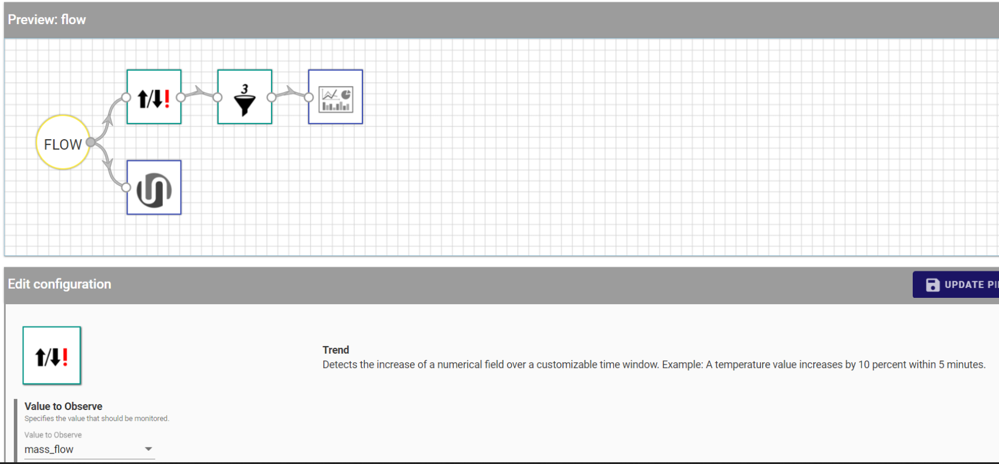 Preview: flow
↑/↓!
3
FLOW
Edit configuration
UPDATE
↑/↓!
Trend
Detects the increase of a numerical field over a customizable time window. Example: A temperature value increases by 10 percent within 5 minutes.
Value to Observe
Specifies the value that should be monitored.
Value to Observe
mass_flow